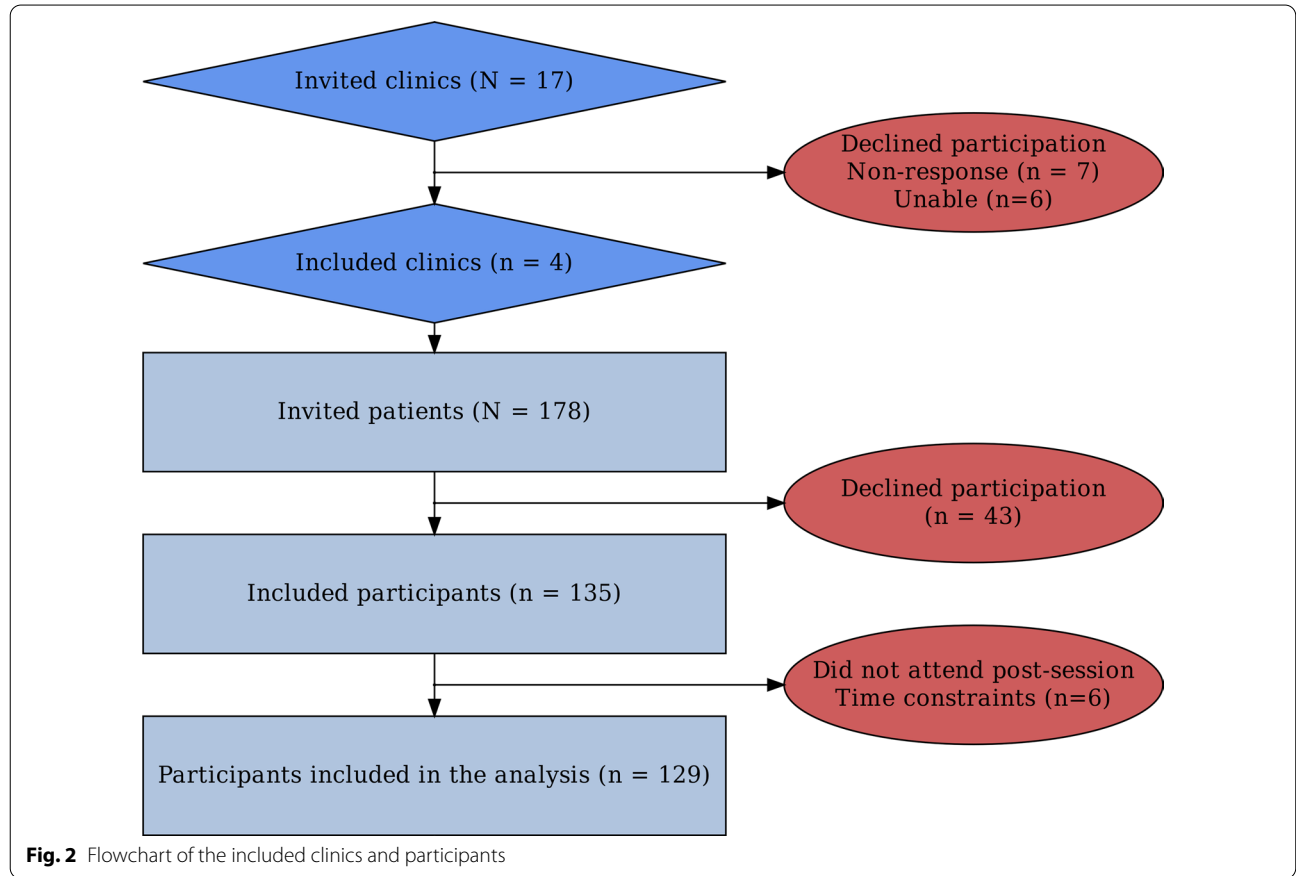 Invited clinics (N = 17)
Declined participation
Non-response (n = 7)
Unable (n=6)
Included clinics (n = 4)
Invited patients (N = 178)
Declined participation
(n = 43)
Included participants (n = 135)
Did not attend post-session
Time constraints (n=6)
Participants included in the analysis (n = 129)
Fig. 2 Flowchart of the included clinics and participants